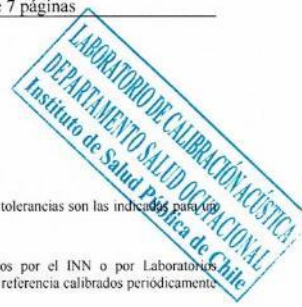 7 páginas
LABORATORIO DE CALIBRACIÓN ACÚSTICA
DEPARTAMENTO SALUD OCUPACIONAL
Instituto de Salud Pública de Chile
tolerancias son las indicadas para un
os por el INN o por Laboratorios
referencia calibrados periódicamente